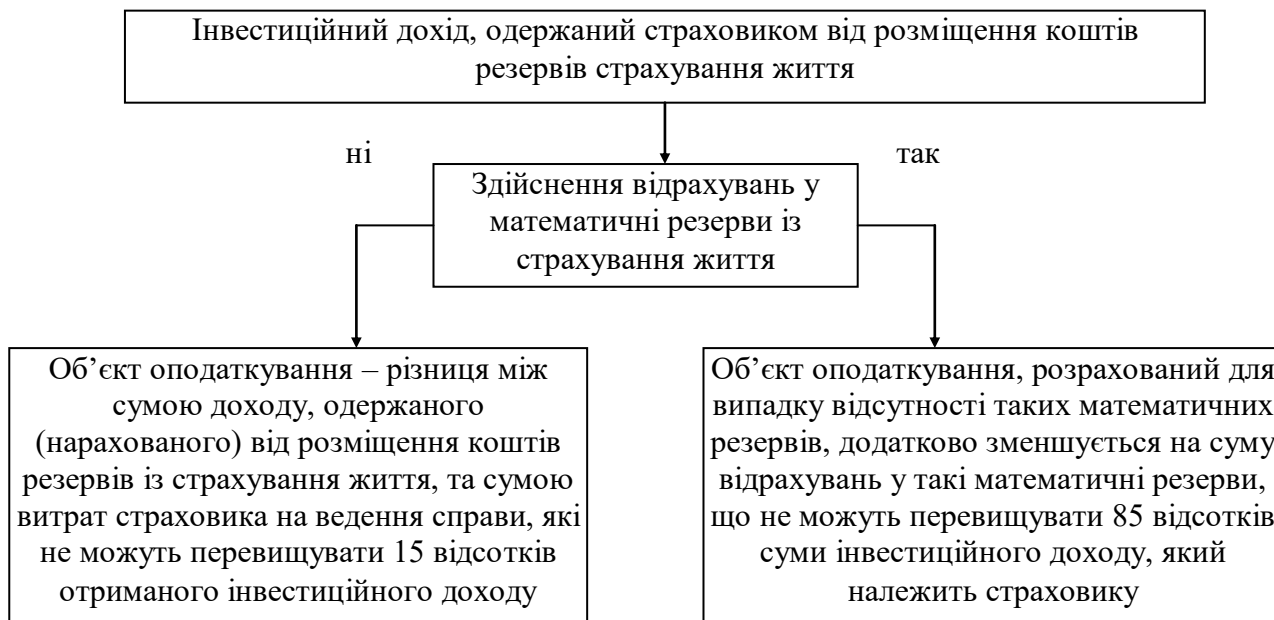 Інвестиційний дохід, одержаний страховиком від розміщення коштів
резервів страхування життя
ні
так
Здійснення відрахувань у
математичні резерви із
страхування життя
Об’єкт оподаткування – різниця між
сумою доходу, одержаного
(нарахованого) від розміщення коштів
резервів із страхування життя, та сумою
витрат страховика на ведення справи, які
не можуть перевищувати 15 відсотків
отриманого інвестиційного доходу
Об’єкт оподаткування, розрахований для
випадку відсутності таких математичних
резервів, додатково зменшується на суму
відрахувань у такі математичні резерви,
що не можуть перевищувати 85 відсотків
суми інвестиційного доходу, який
належить страховику